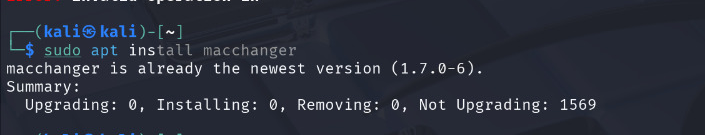 ┌──(kali㉿kali)-[~]
└─$ sudo apt install macchanger
macchanger is already the newest version (1.7.0-6).
Summary:
  Upgrading: 0, Installing: 0, Removing: 0, Not Upgrading: 1569